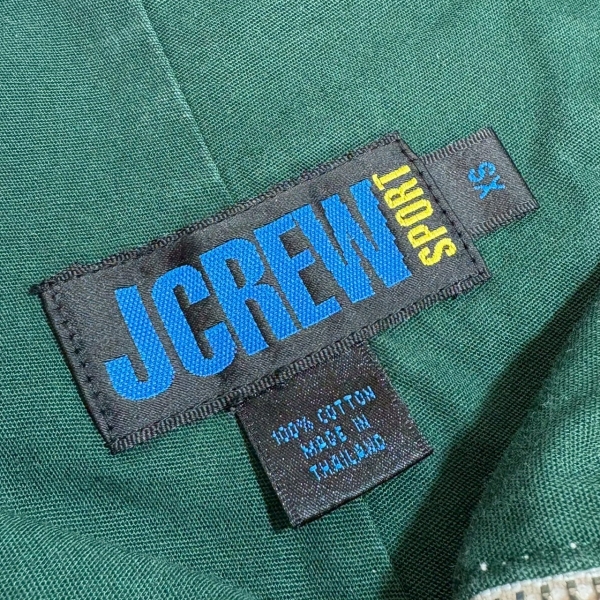 JCREW
SPORT
XS
100% COTTON
MADE IN
THAILAND